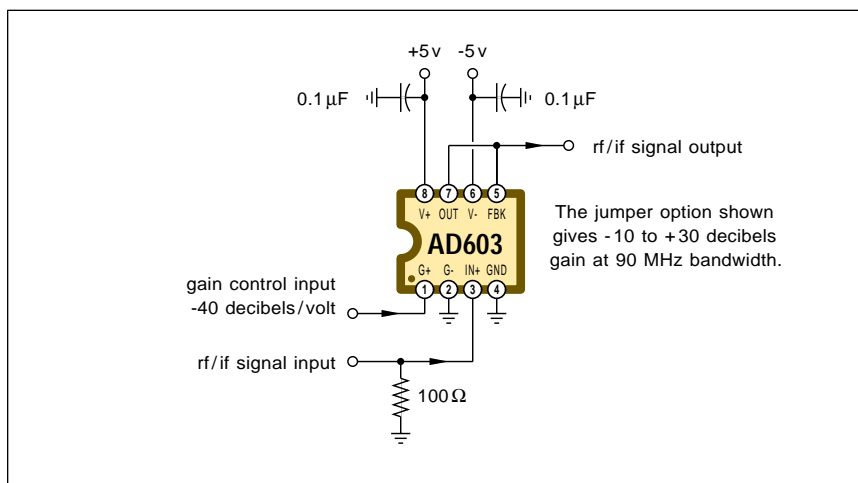 +5v -5v
0.1µF 0.1µF
rf/if signal output
8 7 6 5
V+ OUT V- FBK
AD603
G+ G- IN+ GND
1 2 3 4
The jumper option shown
gives -10 to +30 decibels
gain at 90 MHz bandwidth.
gain control input
-40 decibels/volt
rf/if signal input
100Ω